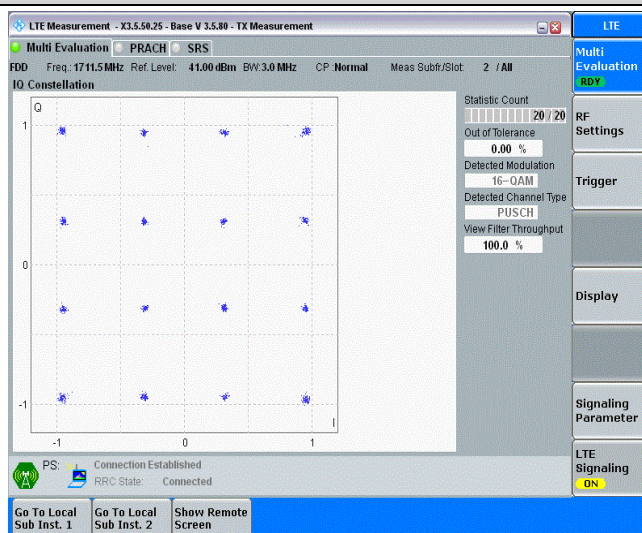 LTE Measurement - X3.5.50.25 - Base V 3.5.80 - TX Measurement
LTE
Multi Evaluation PRACH SRS
FDD Freq.: 1711.5 MHz Ref. Level: 41.00 dBm BW: 3.0 MHz CP : Normal Meas Subfr./Slot: 2 / All
IQ Constellation
Q
1
0
-1
-1 0 1
I
Statistic Count
20 / 20
Out of Tolerance
0.00 %
Detected Modulation
16-QAM
Detected Channel Type
PUSCH
View Filter Throughput
100.0 %
Multi
Evaluation
RDY
RF
Settings
Trigger
Display
Signaling
Parameter
LTE
Signaling
ON
PS: Connection Established
RRC State: Connected
Go To Local
Sub Inst. 1
Go To Local
Sub Inst. 2
Show Remote
Screen